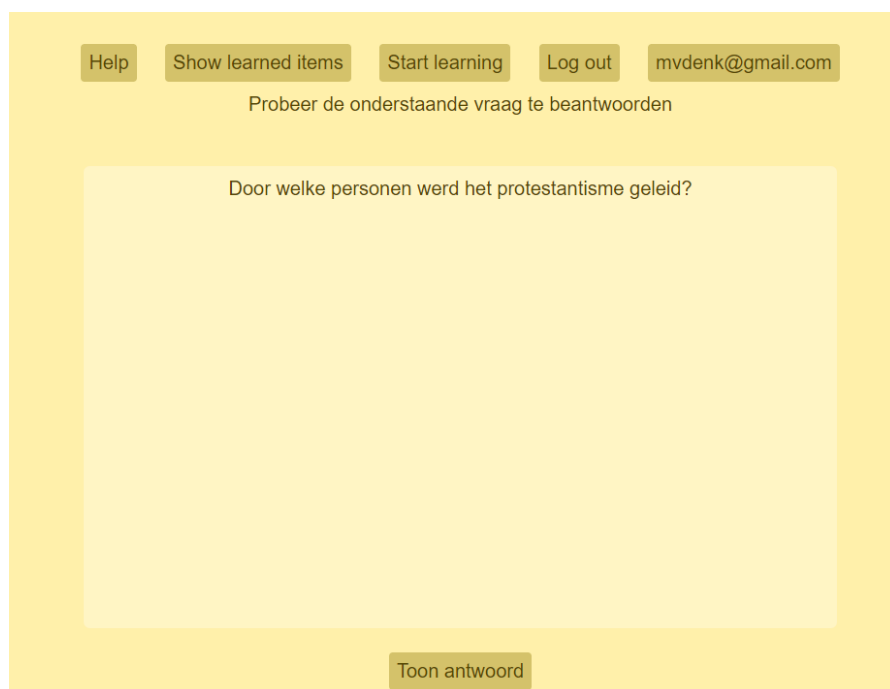 Help Show learned items Start learning Log out mvdenk@gmail.com
Probeer de onderstaande vraag te beantwoorden
Door welke personen werd het protestantisme geleid?
Toon antwoord